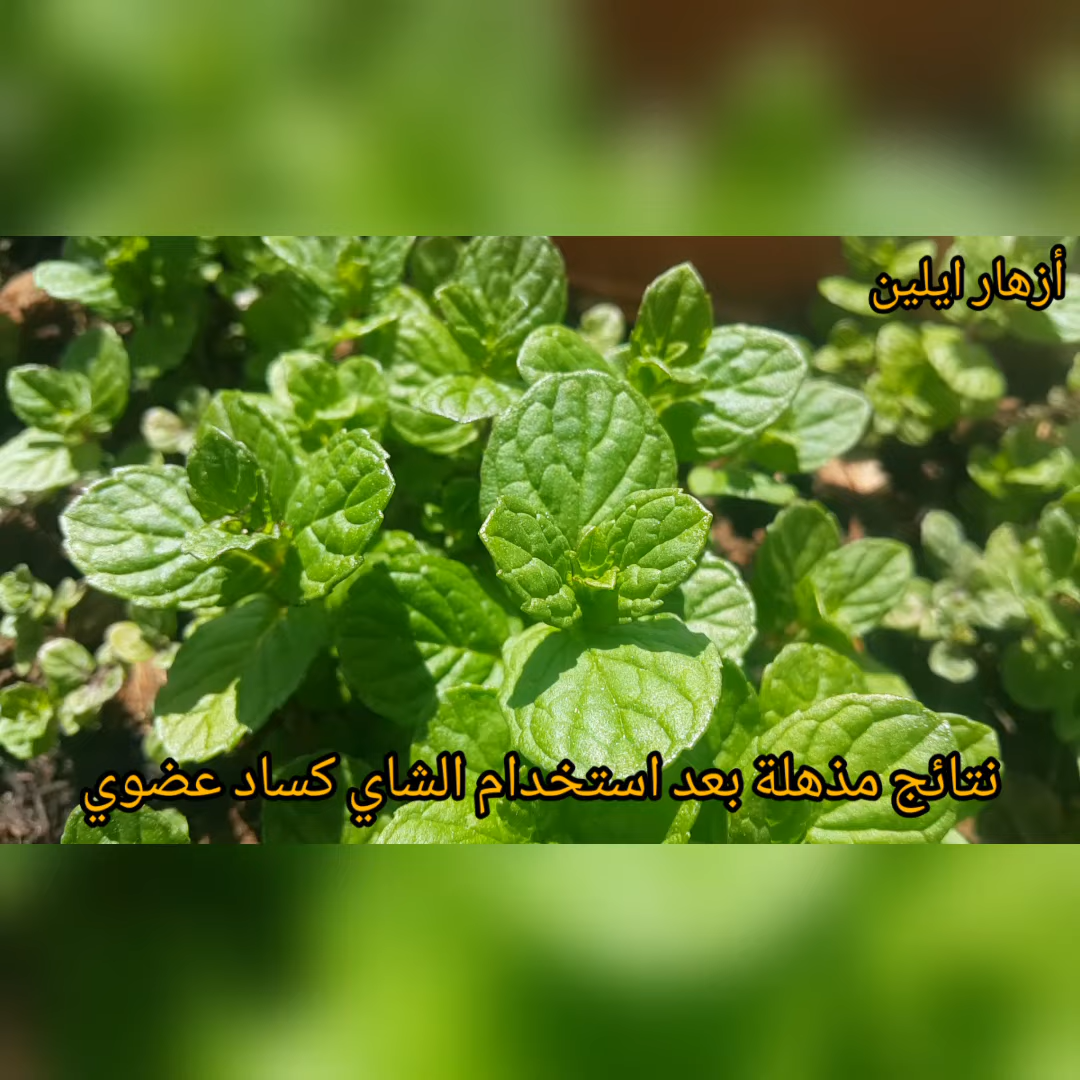 أزهار ايلين
نتائج مذهلة بعد استخدام الشاي كساد عضوي